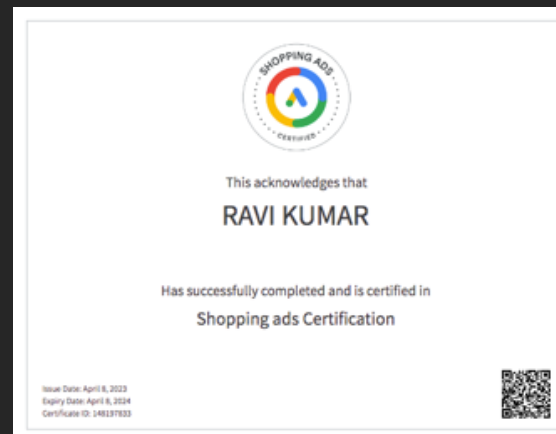 SHOPPING ADS
CERTIFIED
This acknowledges that
RAVI KUMAR
Has successfully completed and is certified in
Shopping ads Certification
Issue Date: April 8, 2023
Expiry Date: April 8, 2024
Certificate ID: 148197833